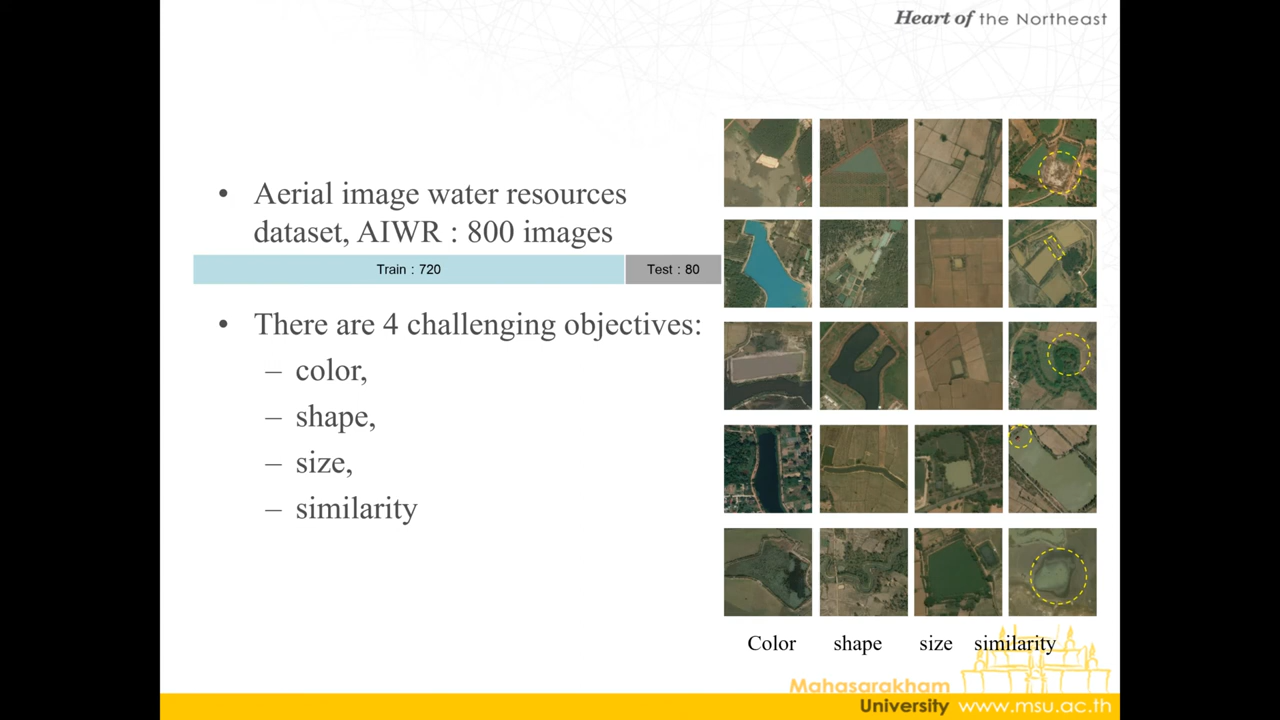 Heart of the Northeast
• Aerial image water resources
dataset, AIWR : 800 images
Train : 720
Test : 80
• There are 4 challenging objectives:
– color,
– shape,
– size,
– similarity
Color shape size similarity
Mahasarakham
University www.msu.ac.th